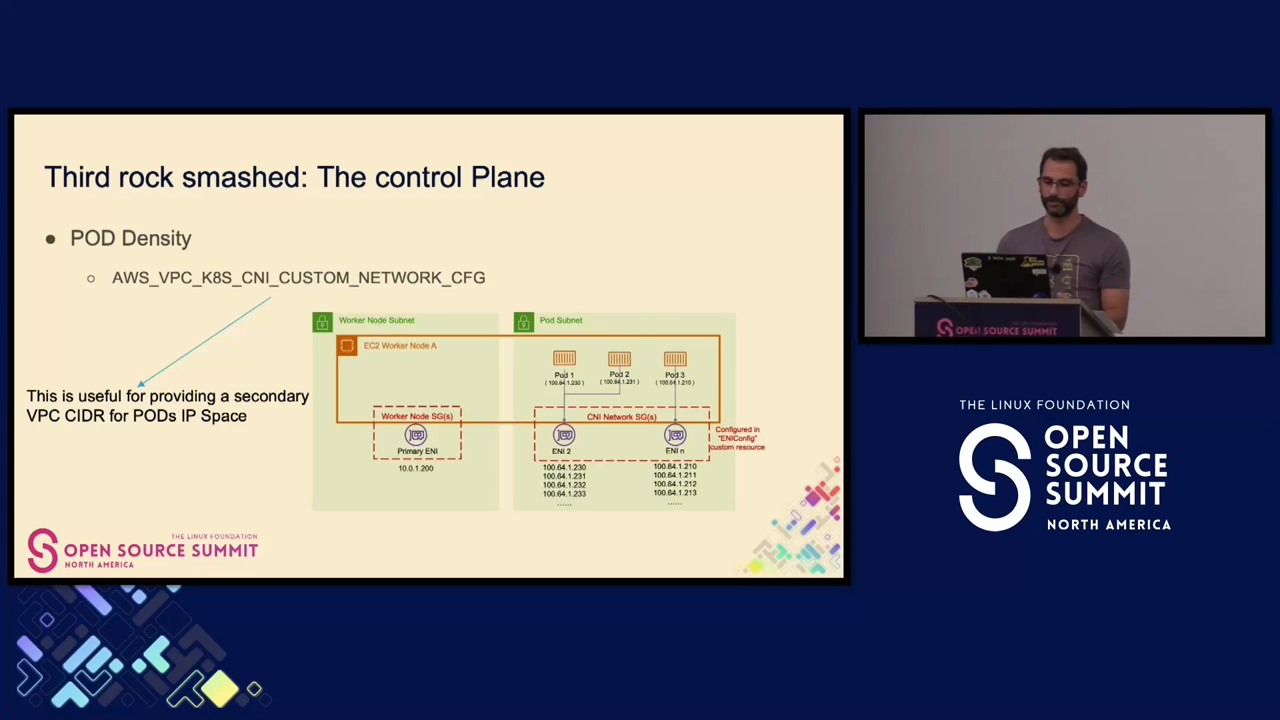 Third rock smashed: The control Plane
● POD Density
○ AWS_VPC_K8S_CNI_CUSTOM_NETWORK_CFG
This is useful for providing a secondary
VPC CIDR for PODs IP Space
Worker Node Subnet
EC2 Worker Node A
Worker Node SG(s)
Primary ENI
10.0.1.200
Pod Subnet
Pod 1
( 100.64.1.230 )
Pod 2
( 100.64.1.231 )
Pod 3
( 100.64.1.210 )
CNI Network SG(s)
ENI 2
100.64.1.230
100.64.1.231
100.64.1.232
100.64.1.233
......
ENI n
100.64.1.210
100.64.1.211
100.64.1.212
100.64.1.213
......
Configured in
"ENIConfig"
custom resource
THE LINUX FOUNDATION
OPEN SOURCE SUMMIT
NORTH AMERICA
OPEN SOURCE SUMMIT
THE LINUX FOUNDATION
OPEN
SOURCE
SUMMIT
NORTH AMERICA